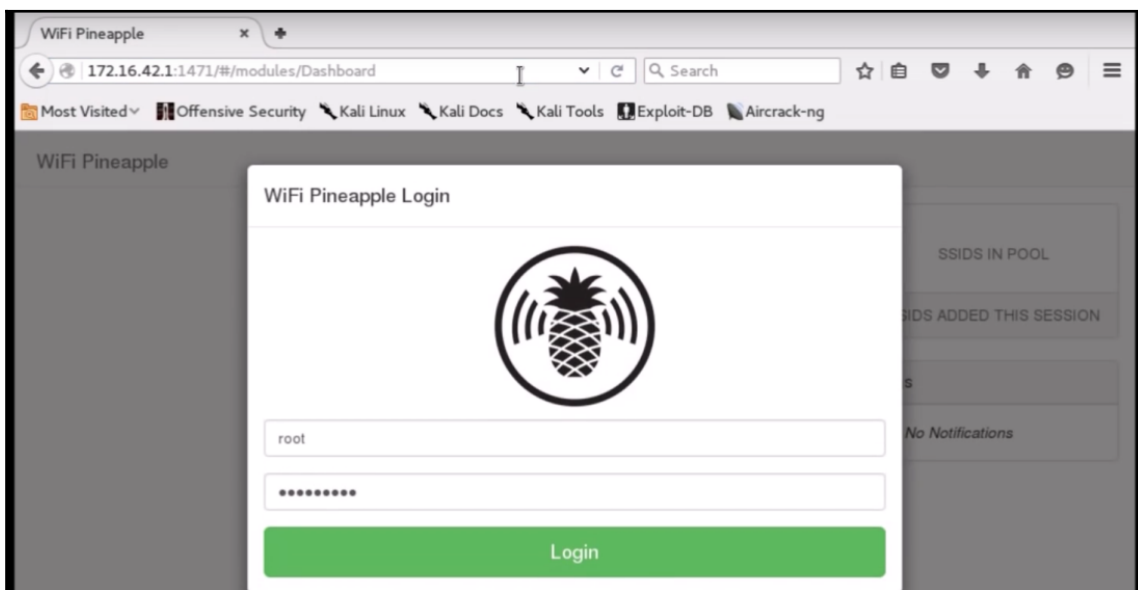 WiFi Pineapple
172.16.42.1:1471/#/modules/Dashboard
Search
Most Visited Offensive Security Kali Linux Kali Docs Kali Tools Exploit-DB Aircrack-ng
WiFi Pineapple
WiFi Pineapple Login
SSIDS IN POOL
SIDS ADDED THIS SESSION
root
•••••••••
s
No Notifications
Login